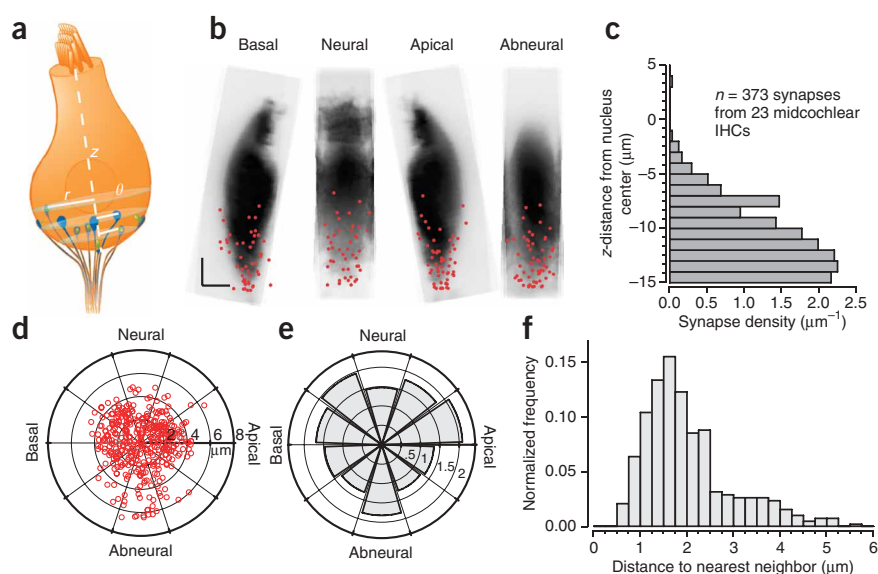 a
z
r
θ
b
Basal
Neural
Apical
Abneural
c
5
0
−5
−10
−15
z-distance from nucleus
center (μm)
n = 373 synapses
from 23 midcochlear
IHCs
0.0 0.5 1.0 1.5 2.0 2.5
Synapse density (μm−1)
d
Neural
Basal
2 4 6 8
μm
Apical
Abneural
e
Neural
Basal
.5 1 1.5 2
Apical
Abneural
f
0.15
0.10
0.05
0.00
Normalized frequency
0 1 2 3 4 5 6
Distance to nearest neighbor (μm)